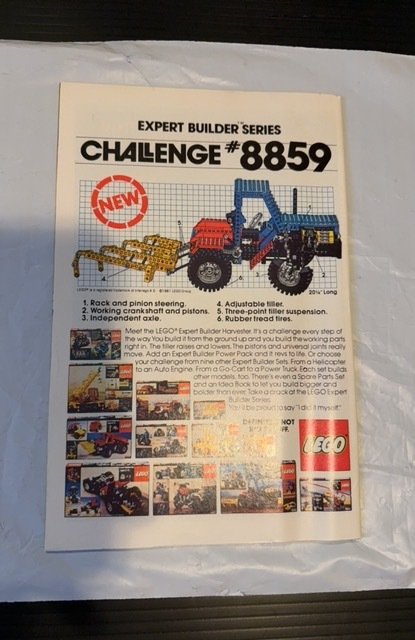 EXPERT BUILDER™ SERIES
CHALLENGE #8859
NEW
1. Rack and pinion steering.
2. Working crankshaft and pistons.
3. Independent axle.
4. Adjustable tiller.
5. Three-point tiller suspension.
6. Rubber tread tires.
20¼" Long
Meet the LEGO® Expert Builder Harvester. It's a challenge every step of
the way. You build it from the ground up and you build the working parts
right in. The tiller raises and lowers. The pistons and universal joints really
move. Add an Expert Builder Power Pack and it revs to life. Or choose
your challenge from nine other Expert Builder Sets. From a Helicopter
to an Auto Engine. From a Go-Cart to a Power Truck. Each set builds
other models, too. There's even a Spare Parts Set
and an Idea Book to let you build bigger and
bolder than ever. Take a crack at the LEGO Expert
Builder Series.
You'll be proud to say "I did it myself."
NOT
OFF.
LEGO